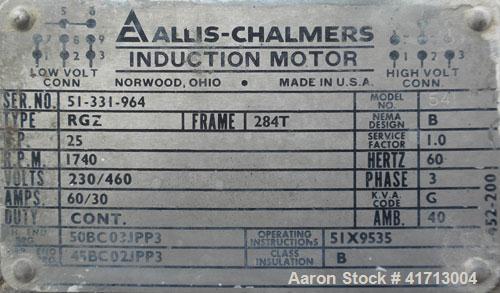 ALLIS-CHALMERS
INDUCTION MOTOR
LOW VOLT CONN. NORWOOD, OHIO • MADE IN U.S.A. HIGH VOLT CONN.
SER. NO. 51-331-964 MODEL 54
TYPE RGZ FRAME 284T NEMA DESIGN B
H.P. 25 SERVICE FACTOR 1.0
R.P.M. 1740 HERTZ 60
VOLTS 230/460 PHASE 3
AMPS. 60/30 K.V.A. CODE G
DUTY CONT. AMB. 40
50BC03JPP3 OPERATING INSTRUCTIONS 51X9535
45BC02JPP3 CLASS INSULATION B
Aaron Stock # 41713004